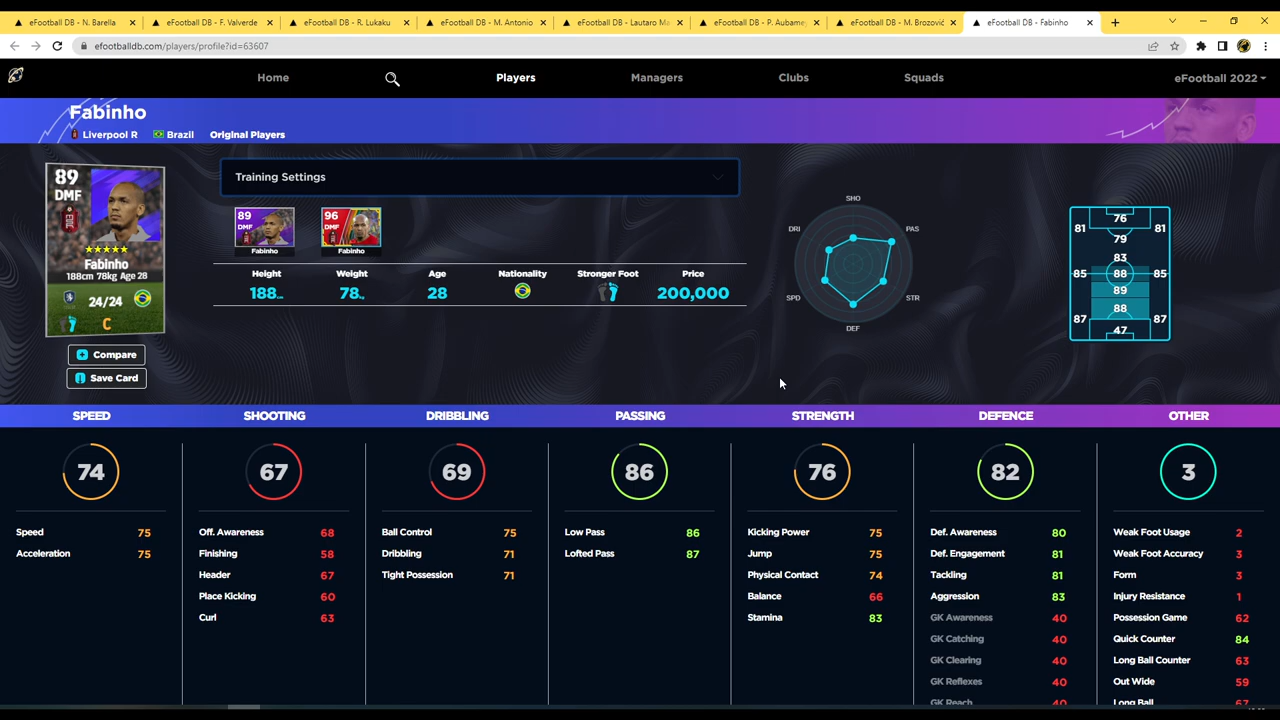 eFootball DB - N. Barella
eFootball DB - F. Valverde
eFootball DB - R. Lukaku
eFootball DB - M. Antonio
eFootball DB - Lautaro Ma
eFootball DB - P. Aubame
eFootball DB - M. Brozović
eFootball DB - Fabinho
efootballdb.com/players/profile?id=63607
Home Players Managers Clubs Squads eFootball 2022
Fabinho
Liverpool R Brazil Original Players
89
DMF
Fabinho
188cm 78kg Age 28
24/24
C
Compare
Save Card
Training Settings
89 DMF Fabinho
96 DMF Fabinho
Height Weight Age Nationality Stronger Foot Price
188cm 78kg 28 200,000
SHO
PAS
STR
DEF
SPD
DRI
76
81 81
79
83
85 88 85
89
88
87 87
47
SPEED SHOOTING DRIBBLING PASSING STRENGTH DEFENCE OTHER
74 67 69 86 76 82 3
Speed 75
Acceleration 75
Off. Awareness 68
Finishing 58
Header 67
Place Kicking 60
Curl 63
Ball Control 75
Dribbling 71
Tight Possession 71
Low Pass 86
Lofted Pass 87
Kicking Power 75
Jump 75
Physical Contact 74
Balance 66
Stamina 83
Def. Awareness 80
Def. Engagement 81
Tackling 81
Aggression 83
GK Awareness 40
GK Catching 40
GK Clearing 40
GK Reflexes 40
GK Reach 40
Weak Foot Usage 2
Weak Foot Accuracy 3
Form 3
Injury Resistance 1
Possession Game 62
Quick Counter 84
Long Ball Counter 63
Out Wide 59
Long Ball 67